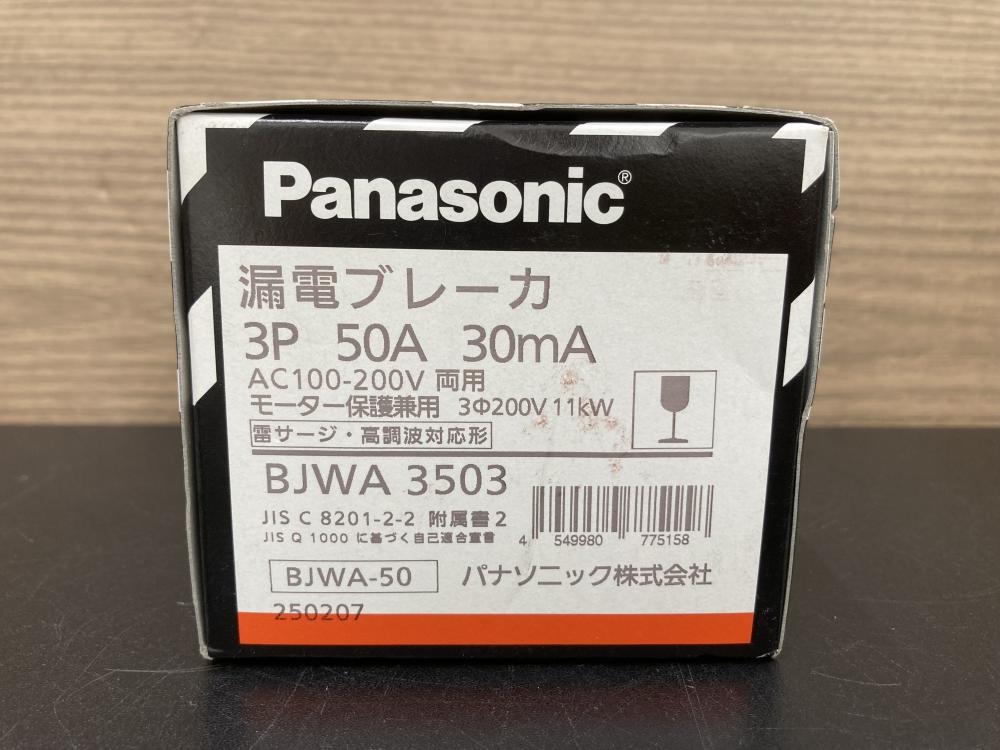 Panasonic®
漏電ブレーカ
3P 50A 30mA
AC100-200V 両用
モーター保護兼用 3Φ200V 11kW
雷サージ・高調波対応形
BJWA 3503
JIS C 8201-2-2 附属書2
JIS Q 1000 に基づく自己適合宣言
4 549980 775158
BJWA-50 パナソニック株式会社
250207